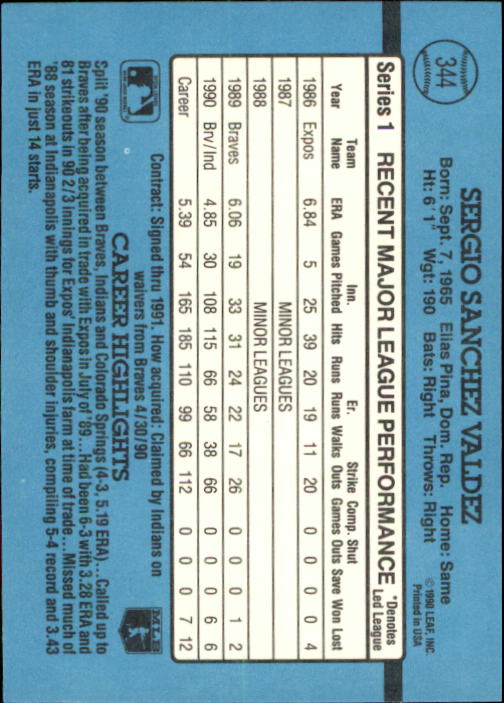 344
SERGIO SANCHEZ VALDEZ
Born: Sept. 7, 1965 Elias Pina, Dom. Rep. Home: Same
Ht: 6' 1" Wgt: 190 Bats: Right Throws: Right
© 1990 LEAF, INC.
Printed in USA
Series 1 RECENT MAJOR LEAGUE PERFORMANCE *Denotes
Led League
Team Inn. Er. Strike Comp. Shut
Year Name ERA Games Pitched Hits Runs Runs Walks Outs Games Outs Save Won Lost
1986 Expos 6.84 5 25 39 20 19 11 20 0 0 0 0 4
1987 MINOR LEAGUES
1988 MINOR LEAGUES
1989 Braves 6.06 19 33 31 24 22 17 26 0 0 0 1 2
1990 Brv/Ind 4.85 30 108 115 66 58 38 66 0 0 0 6 6
Career 5.39 54 165 185 110 99 66 112 0 0 0 7 12
Contract: Signed thru 1991. How acquired: Claimed by Indians on
waivers from Braves 4/30/90
CAREER HIGHLIGHTS
MLB
Split '90 season between Braves, Indians and Colorado Springs (4-3, 5.19 ERA)... Called up to
Braves after being acquired in trade with Expos in July of '89... Had been 6-3 with 3.28 ERA and
81 strikeouts in 90 2/3 innings for Expos' Indianapolis farm at time of trade... Missed much of
'88 season at Indianapolis with thumb and shoulder injuries, compiling 5-4 record and 3.43
ERA in just 14 starts.